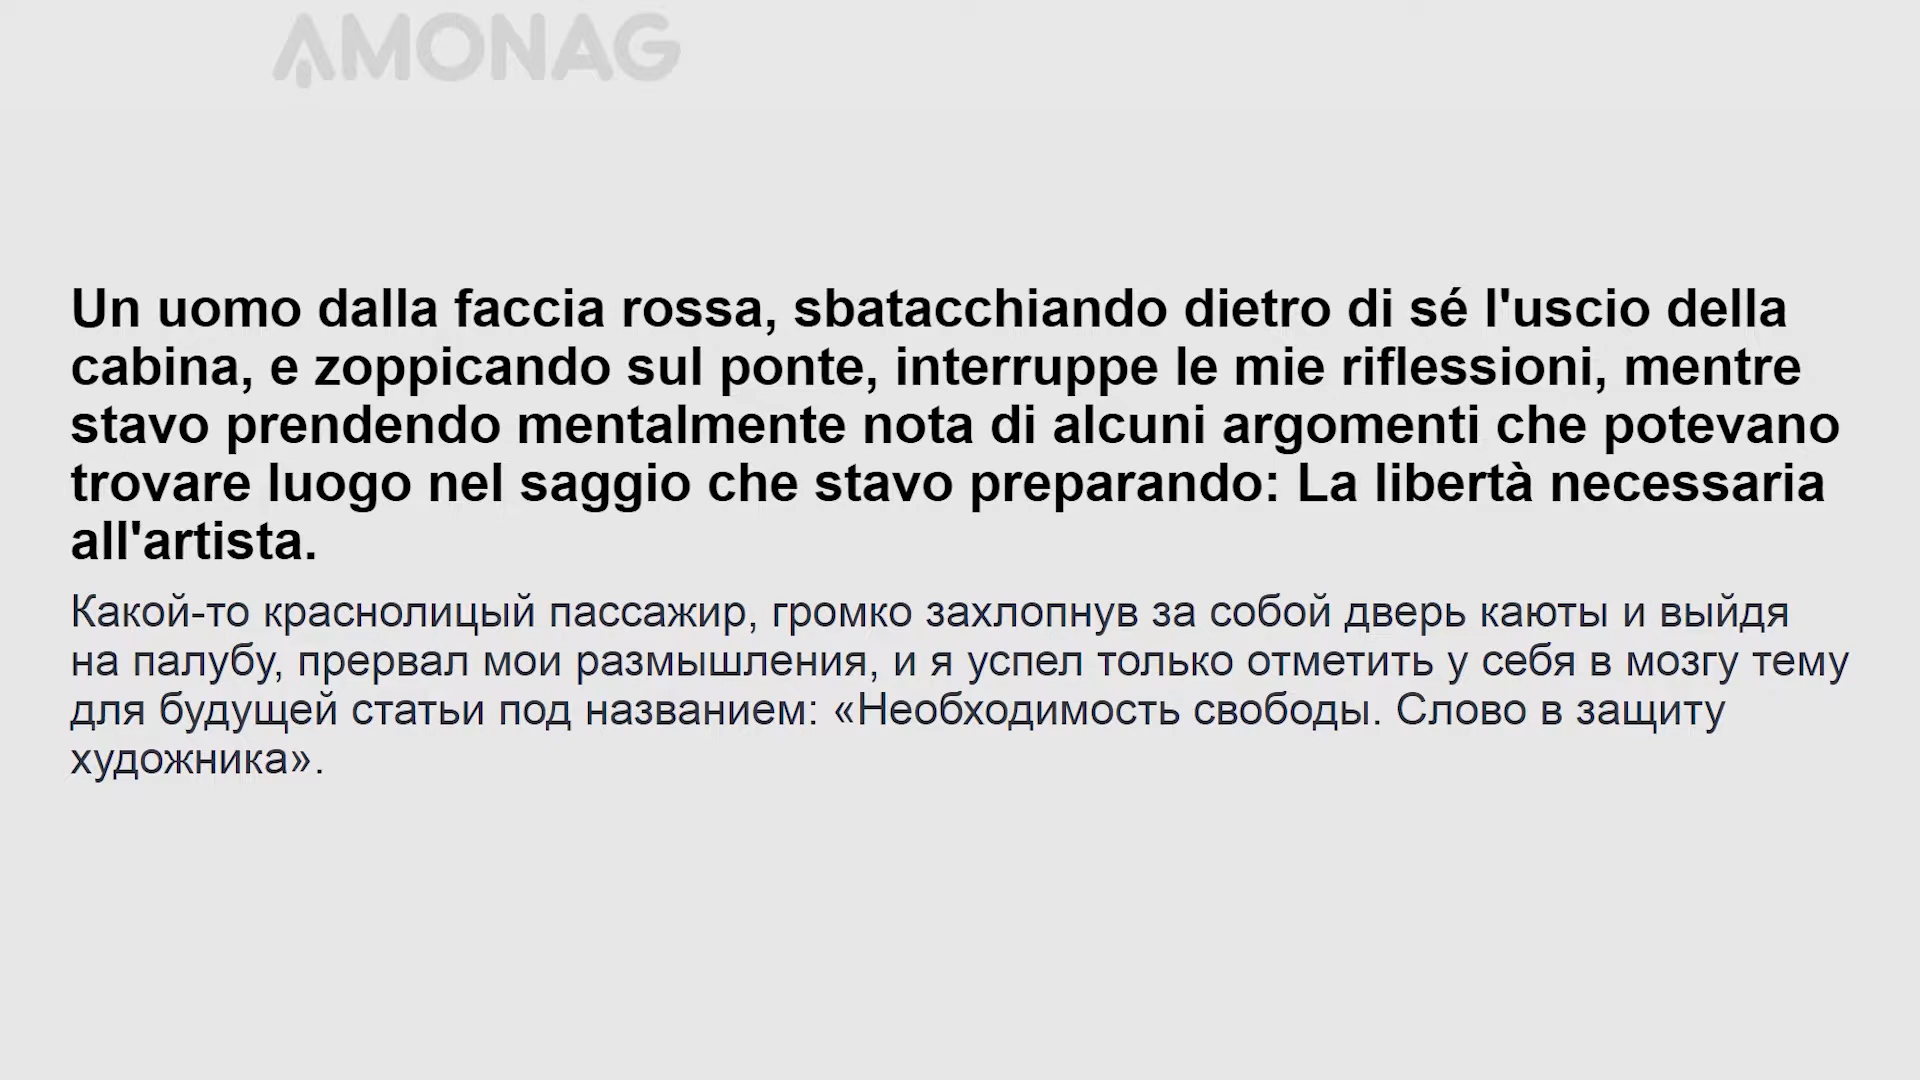 AMONAG
Un uomo dalla faccia rossa, sbatacchiando dietro di sé l'uscio della
cabina, e zoppicando sul ponte, interruppe le mie riflessioni, mentre
stavo prendendo mentalmente nota di alcuni argomenti che potevano
trovare luogo nel saggio che stavo preparando: La libertà necessaria
all'artista.
Какой-то краснолицый пассажир, громко захлопнув за собой дверь каюты и выйдя
на палубу, прервал мои размышления, и я успел только отметить у себя в мозгу тему
для будущей статьи под названием: «Необходимость свободы. Слово в защиту
художника».